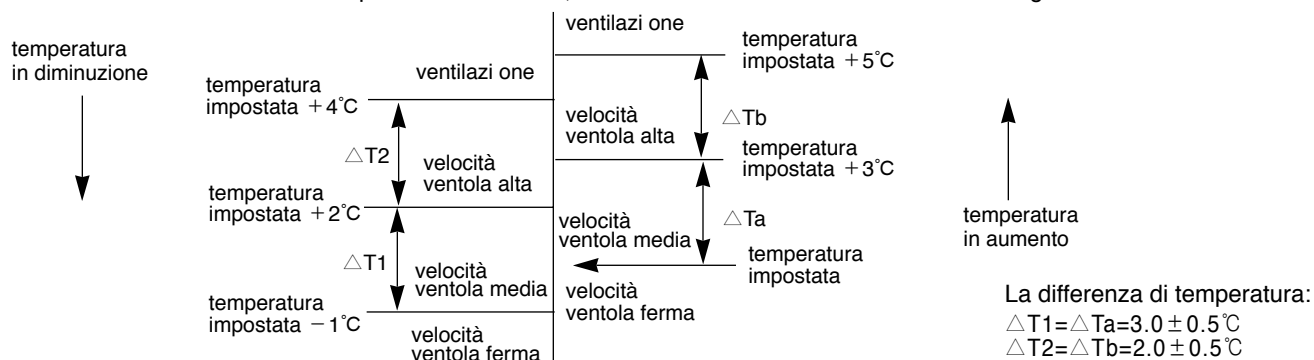 ventilazi one
temperatura
in diminuzione
temperatura
impostata +5℃
ventilazi one
temperatura
impostata +4℃
velocità
ventola alta
△Tb
temperatura
impostata +3℃
△T2
velocità
ventola alta
temperatura
impostata +2℃
velocità
ventola media
△Ta
temperatura
in aumento
temperatura
impostata
△T1
velocità
ventola media
velocità
ventola ferma
temperatura
impostata −1℃
velocità
ventola ferma
La differenza di temperatura:
△T1=△Ta=3.0±0.5℃
△T2=△Tb=2.0±0.5℃